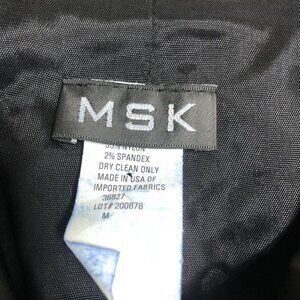 MSK
2% SPANDEX
DRY CLEAN ONLY
MADE IN USA OF
IMPORTED FABRICS
36827
LOT# 200878
M